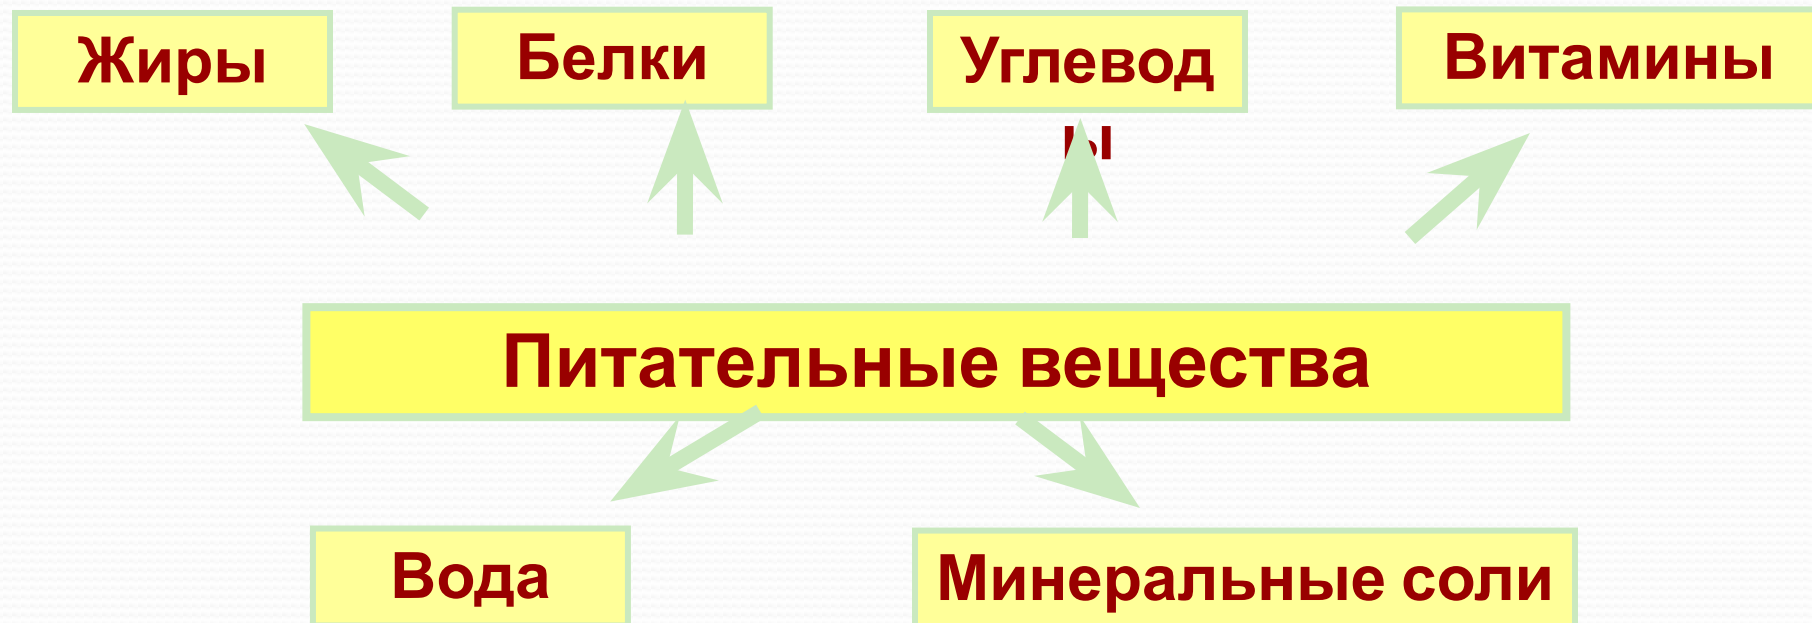 Жиры
Белки
Углевод
ы
Витамины
Питательные вещества
Вода
Минеральные соли